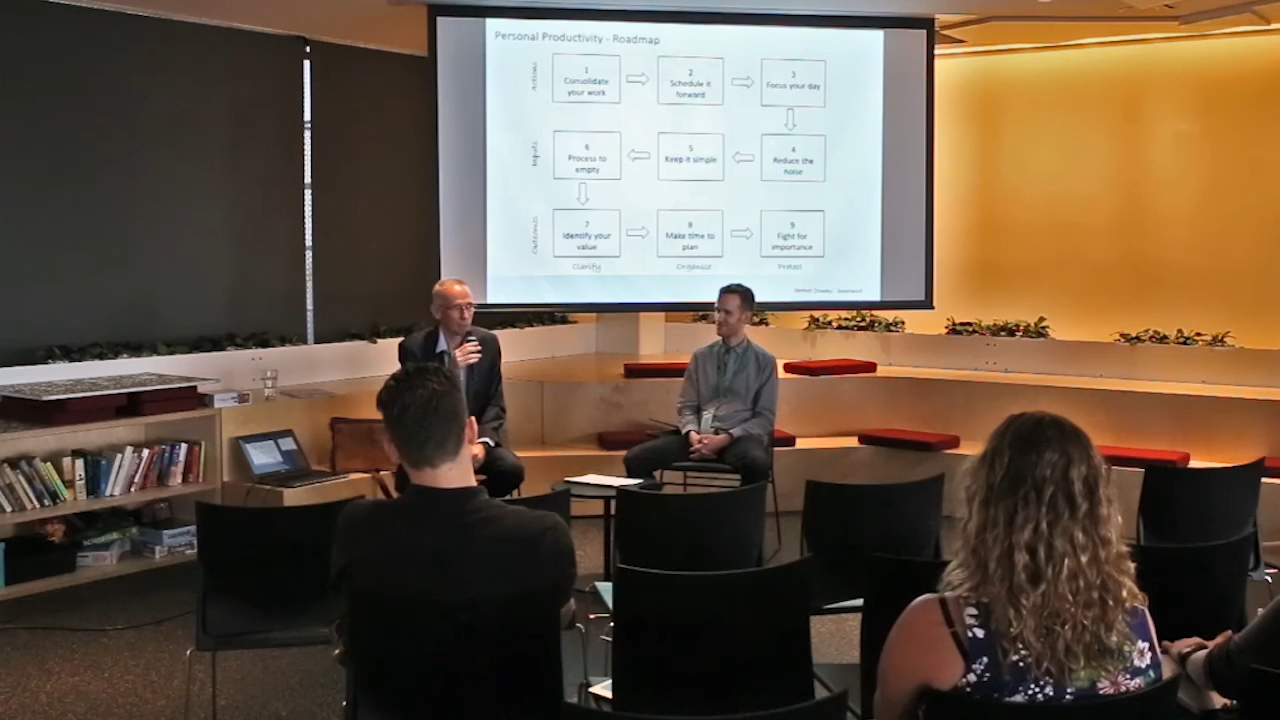 Personal Productivity - Roadmap
Actions
1
Consolidate
your work
2
Schedule it
forward
3
Focus your day
Inputs
6
Process to
empty
5
Keep it simple
4
Reduce the
noise
Outcomes
7
Identify your
value
8
Make time to
plan
9
Fight for
importance
Clarify
Organise
Protect